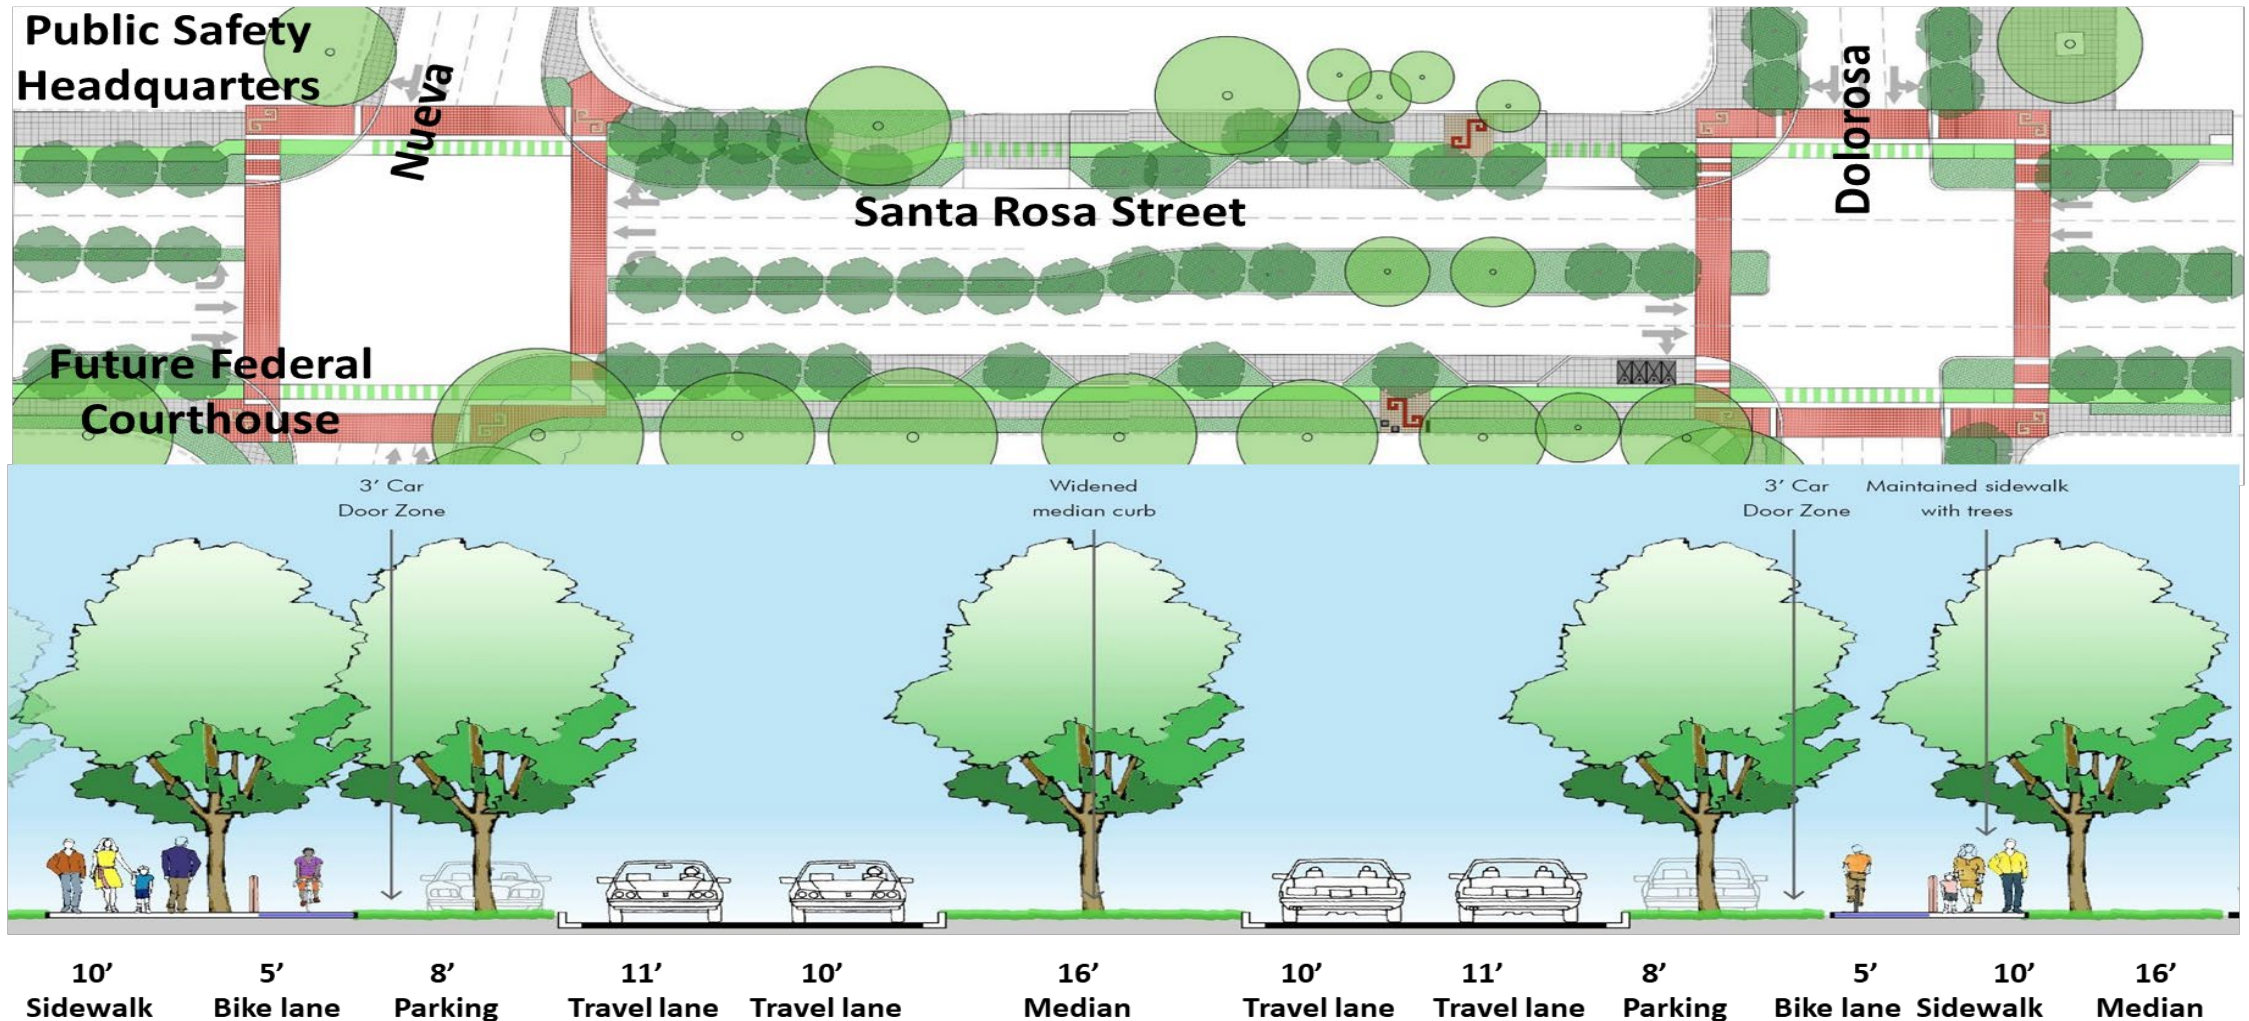 Public Safety
Headquarters
Nueva
Dolorosa
Santa Rosa Street
Future Federal
Courthouse
3’ Car
Door Zone
Widened
median curb
3’ Car
Door Zone
Maintained sidewalk
with trees
10’
Sidewalk
5’
Bike lane
8’
Parking
11’
Travel lane
10’
Travel lane
16’
Median
10’
Travel lane
11’
Travel lane
8’
Parking
5’
Bike lane
10’
Sidewalk
16’
Median